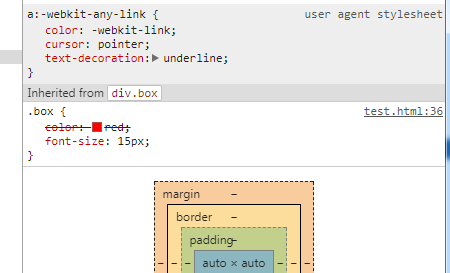 a:-webkit-any-link { user agent stylesheet
color: -webkit-link;
cursor: pointer;
text-decoration:▶ underline;
}
Inherited from div.box
.box { test.html:36
color: red;
font-size: 15px;
}
margin –
border –
padding–
– – – auto × auto – – –